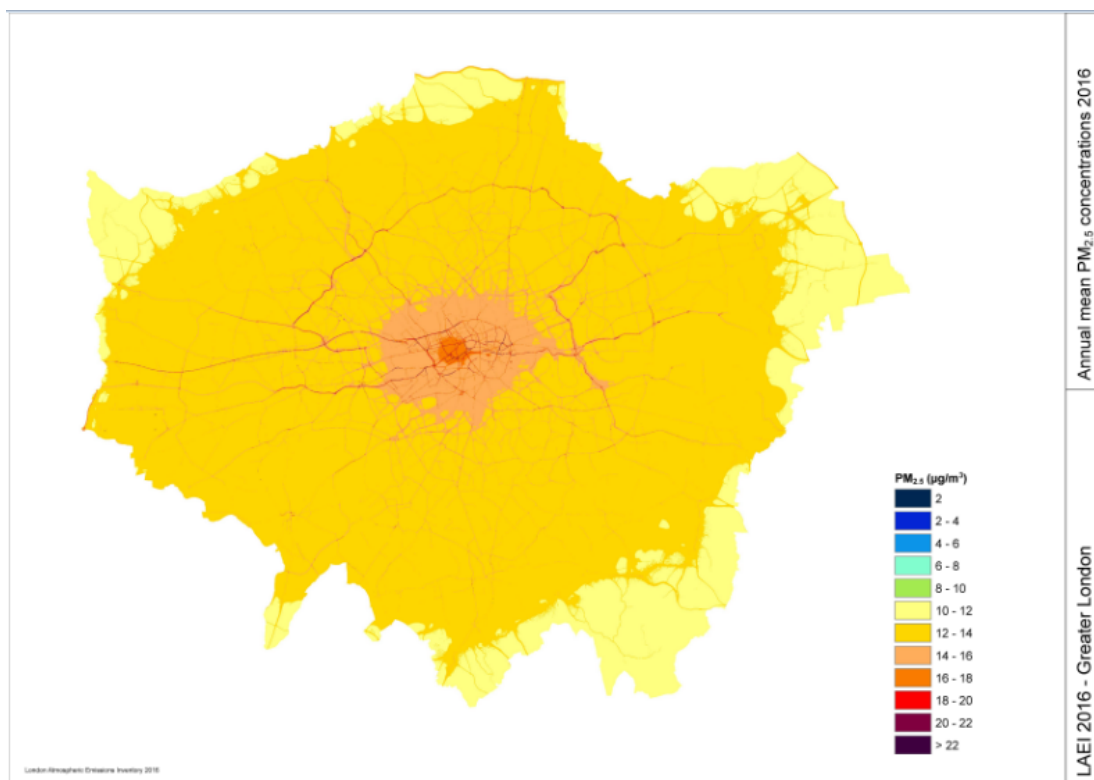 Annual mean PM2.5 concentrations 2016
LAEI 2016 - Greater London
PM2.5 (µg/m³)
2
2 - 4
4 - 6
6 - 8
8 - 10
10 - 12
12 - 14
14 - 16
16 - 18
18 - 20
20 - 22
> 22
London Atmospheric Emissions Inventory 2016